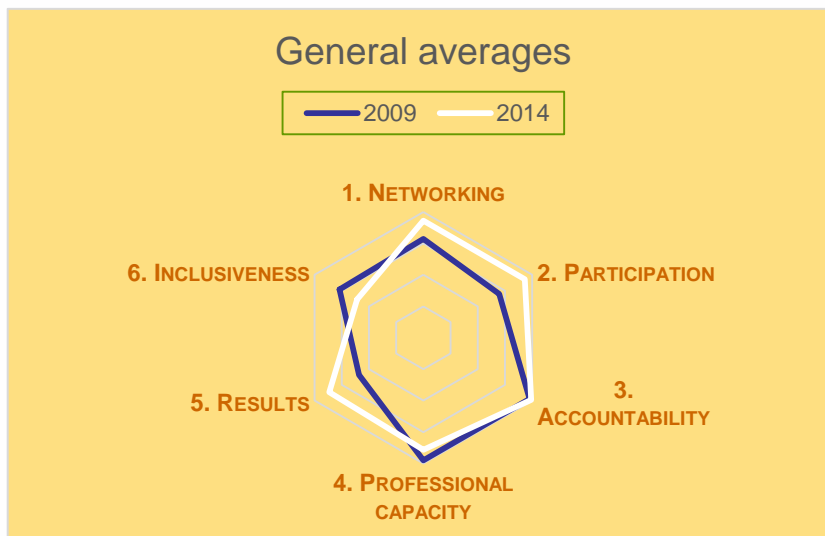 General averages
2009 2014
1. NETWORKING
2. PARTICIPATION
3.
ACCOUNTABILITY
4. PROFESSIONAL
CAPACITY
5. RESULTS
6. INCLUSIVENESS